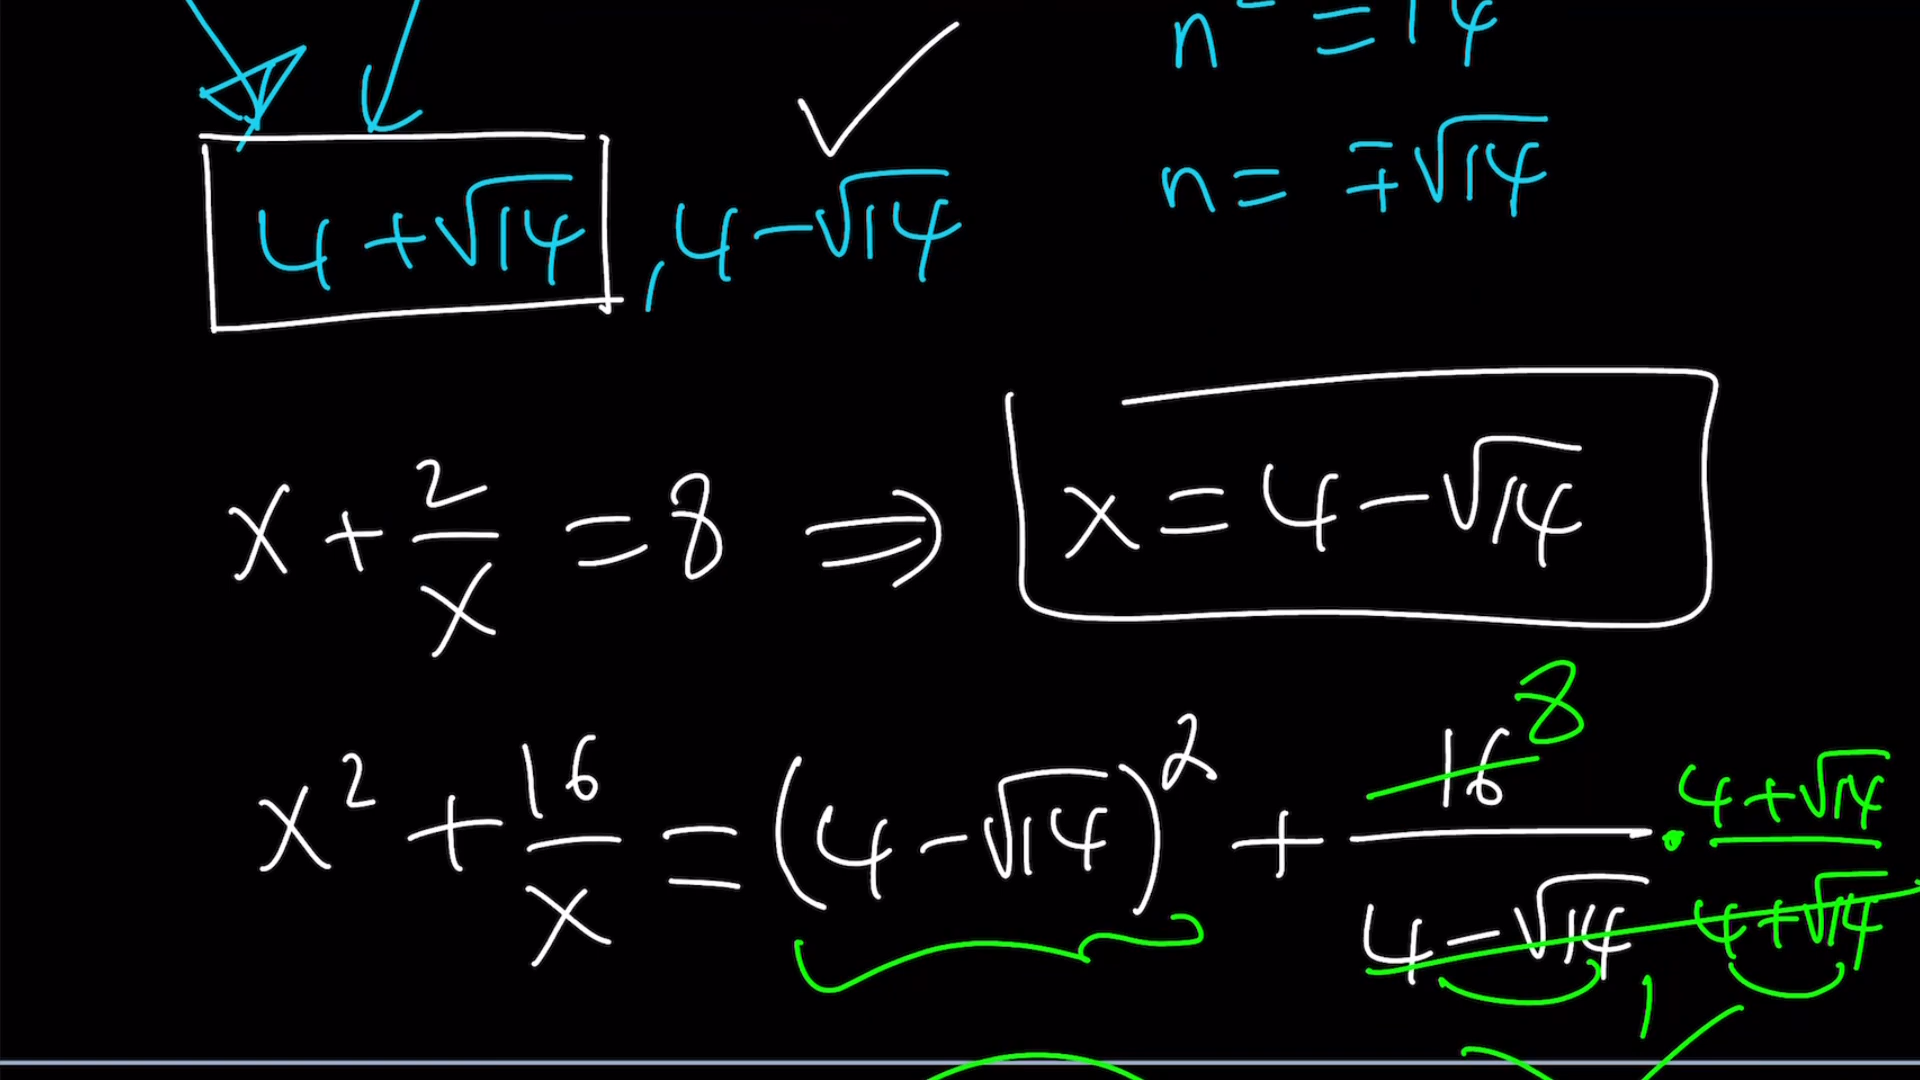 n² = 14
n = ∓√14
4 + √14 , 4 - √14
x + 2/x = 8 ⇒ x = 4 - √14
x² + 16/x = (4 - √14)² + 16/(4 - √14) · (4 + √14)/(4 + √14)
8
1